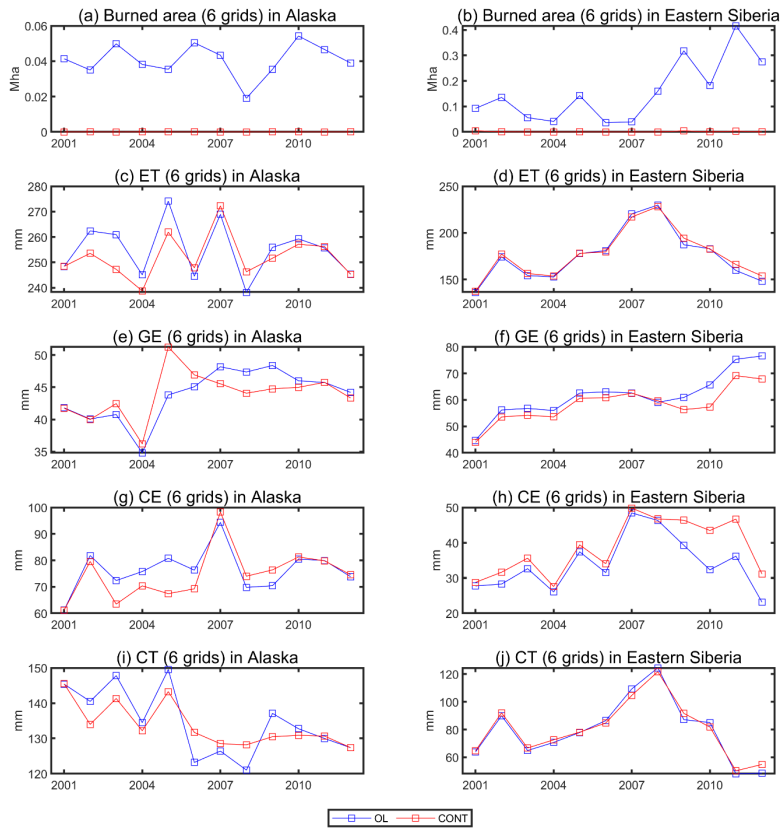 (a) Burned area (6 grids) in Alaska
0.06
0.04
0.02
0
Mha
2001 2004 2007 2010
(b) Burned area (6 grids) in Eastern Siberia
0.4
0.3
0.2
0.1
0
Mha
2001 2004 2007 2010
(c) ET (6 grids) in Alaska
280
270
260
250
240
mm
2001 2004 2007 2010
(d) ET (6 grids) in Eastern Siberia
250
200
150
mm
2001 2004 2007 2010
(e) GE (6 grids) in Alaska
50
45
40
35
mm
2001 2004 2007 2010
(f) GE (6 grids) in Eastern Siberia
80
70
60
50
40
mm
2001 2004 2007 2010
(g) CE (6 grids) in Alaska
100
90
80
70
60
mm
2001 2004 2007 2010
(h) CE (6 grids) in Eastern Siberia
50
40
30
20
mm
2001 2004 2007 2010
(i) CT (6 grids) in Alaska
150
140
130
120
mm
2001 2004 2007 2010
(j) CT (6 grids) in Eastern Siberia
120
100
80
60
mm
2001 2004 2007 2010
OL CONT